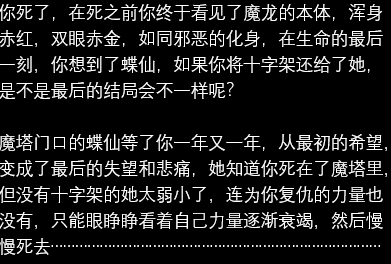 你死了，在死之前你终于看见了魔龙的本体，浑身
赤红，双眼赤金，如同邪恶的化身，在生命的最后
一刻，你想到了蝶仙，如果你将十字架还给了她，
是不是最后的结局会不一样呢？
魔塔门口的蝶仙等了你一年又一年，从最初的希望，
变成了最后的失望和悲痛，她知道你死在了魔塔里，
但没有十字架的她太弱小了，连为你复仇的力量也
没有，只能眼睁睁看着自己力量逐渐衰竭，然后慢
慢死去……………………………………………………………………